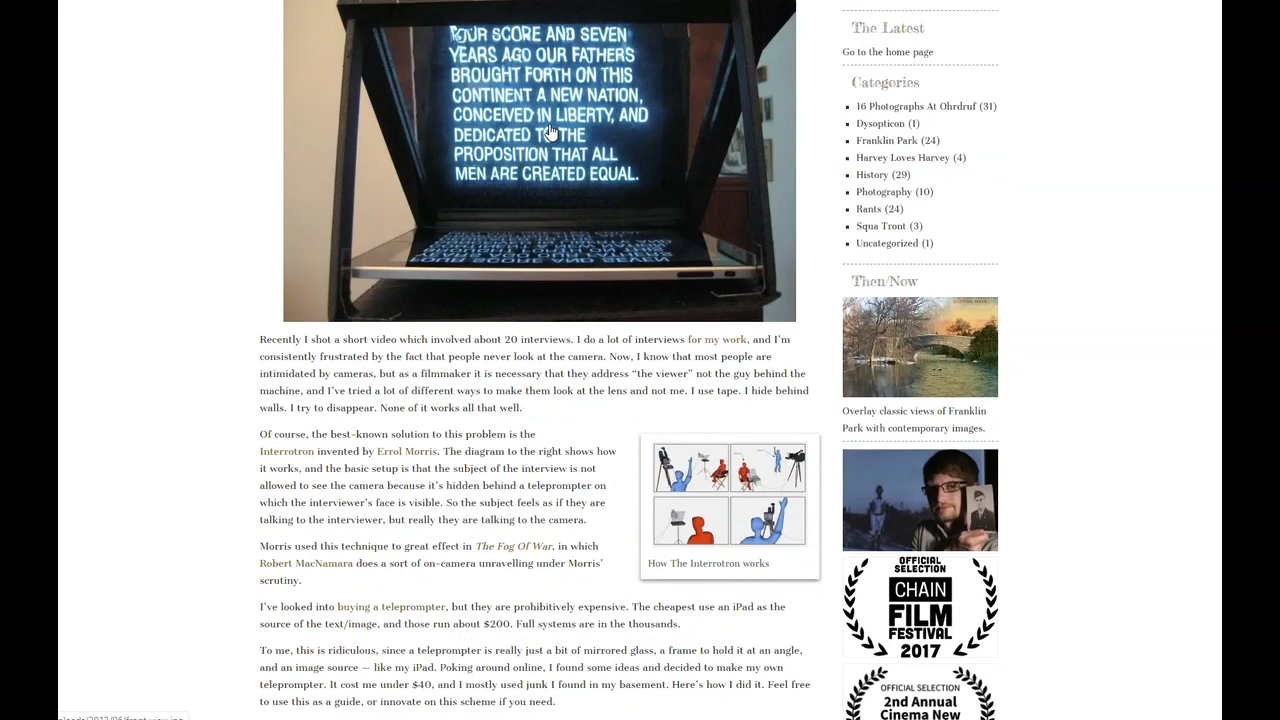 FOUR SCORE AND SEVEN
YEARS AGO OUR FATHERS
BROUGHT FORTH ON THIS
CONTINENT A NEW NATION,
CONCEIVED IN LIBERTY, AND
DEDICATED TO THE
PROPOSITION THAT ALL
MEN ARE CREATED EQUAL.
Recently I shot a short video which involved about 20 interviews. I do a lot of interviews for my work, and I'm
consistently frustrated by the fact that people never look at the camera. Now, I know that most people are
intimidated by cameras, but as a filmmaker it is necessary that they address “the viewer” not the guy behind the
machine, and I've tried a lot of different ways to make them look at the lens and not me. I use tape. I hide behind
walls. I try to disappear. None of it works all that well.
Of course, the best-known solution to this problem is the
Interrotron invented by Errol Morris. The diagram to the right shows how
it works, and the basic setup is that the subject of the interview is not
allowed to see the camera because it's hidden behind a teleprompter on
which the interviewer's face is visible. So the subject feels as if they are
talking to the interviewer, but really they are talking to the camera.
How The Interrotron works
Morris used this technique to great effect in The Fog Of War, in which
Robert MacNamara does a sort of on-camera unravelling under Morris'
scrutiny.
I've looked into buying a teleprompter, but they are prohibitively expensive. The cheapest use an iPad as the
source of the text/image, and those run about $200. Full systems are in the thousands.
To me, this is ridiculous, since a teleprompter is really just a bit of mirrored glass, a frame to hold it at an angle,
and an image source — like my iPad. Poking around online, I found some ideas and decided to make my own
teleprompter. It cost me under $40, and I mostly used junk I found in my basement. Here's how I did it. Feel free
to use this as a guide, or innovate on this scheme if you need.
The Latest
Go to the home page
Categories
16 Photographs At Ohrdruf (31)
Dysopticon (1)
Franklin Park (24)
Harvey Loves Harvey (4)
History (29)
Photography (10)
Rants (24)
Squa Tront (3)
Uncategorized (1)
Then/Now
Overlay classic views of Franklin
Park with contemporary images.
OFFICIAL
SELECTION
CHAIN
FILM
FESTIVAL
2017
OFFICIAL SELECTION
2nd Annual
Cinema New